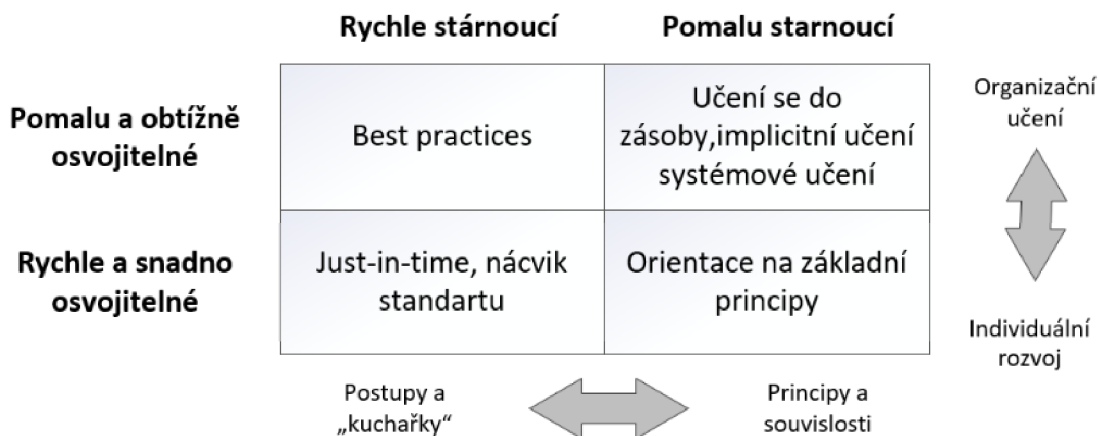 Rychle stárnoucí
Pomalu starnoucí
Pomalu a obtížně
osvojitelné
Best practices
Učení se do
zásoby,implicitní učení
systémové učení
Organizační
učení
Rychle a snadno
osvojitelné
Just-in-time, nácvik
standartu
Orientace na základní
principy
Individuální
rozvoj
Postupy a
„kuchařky“
Principy a
souvislosti